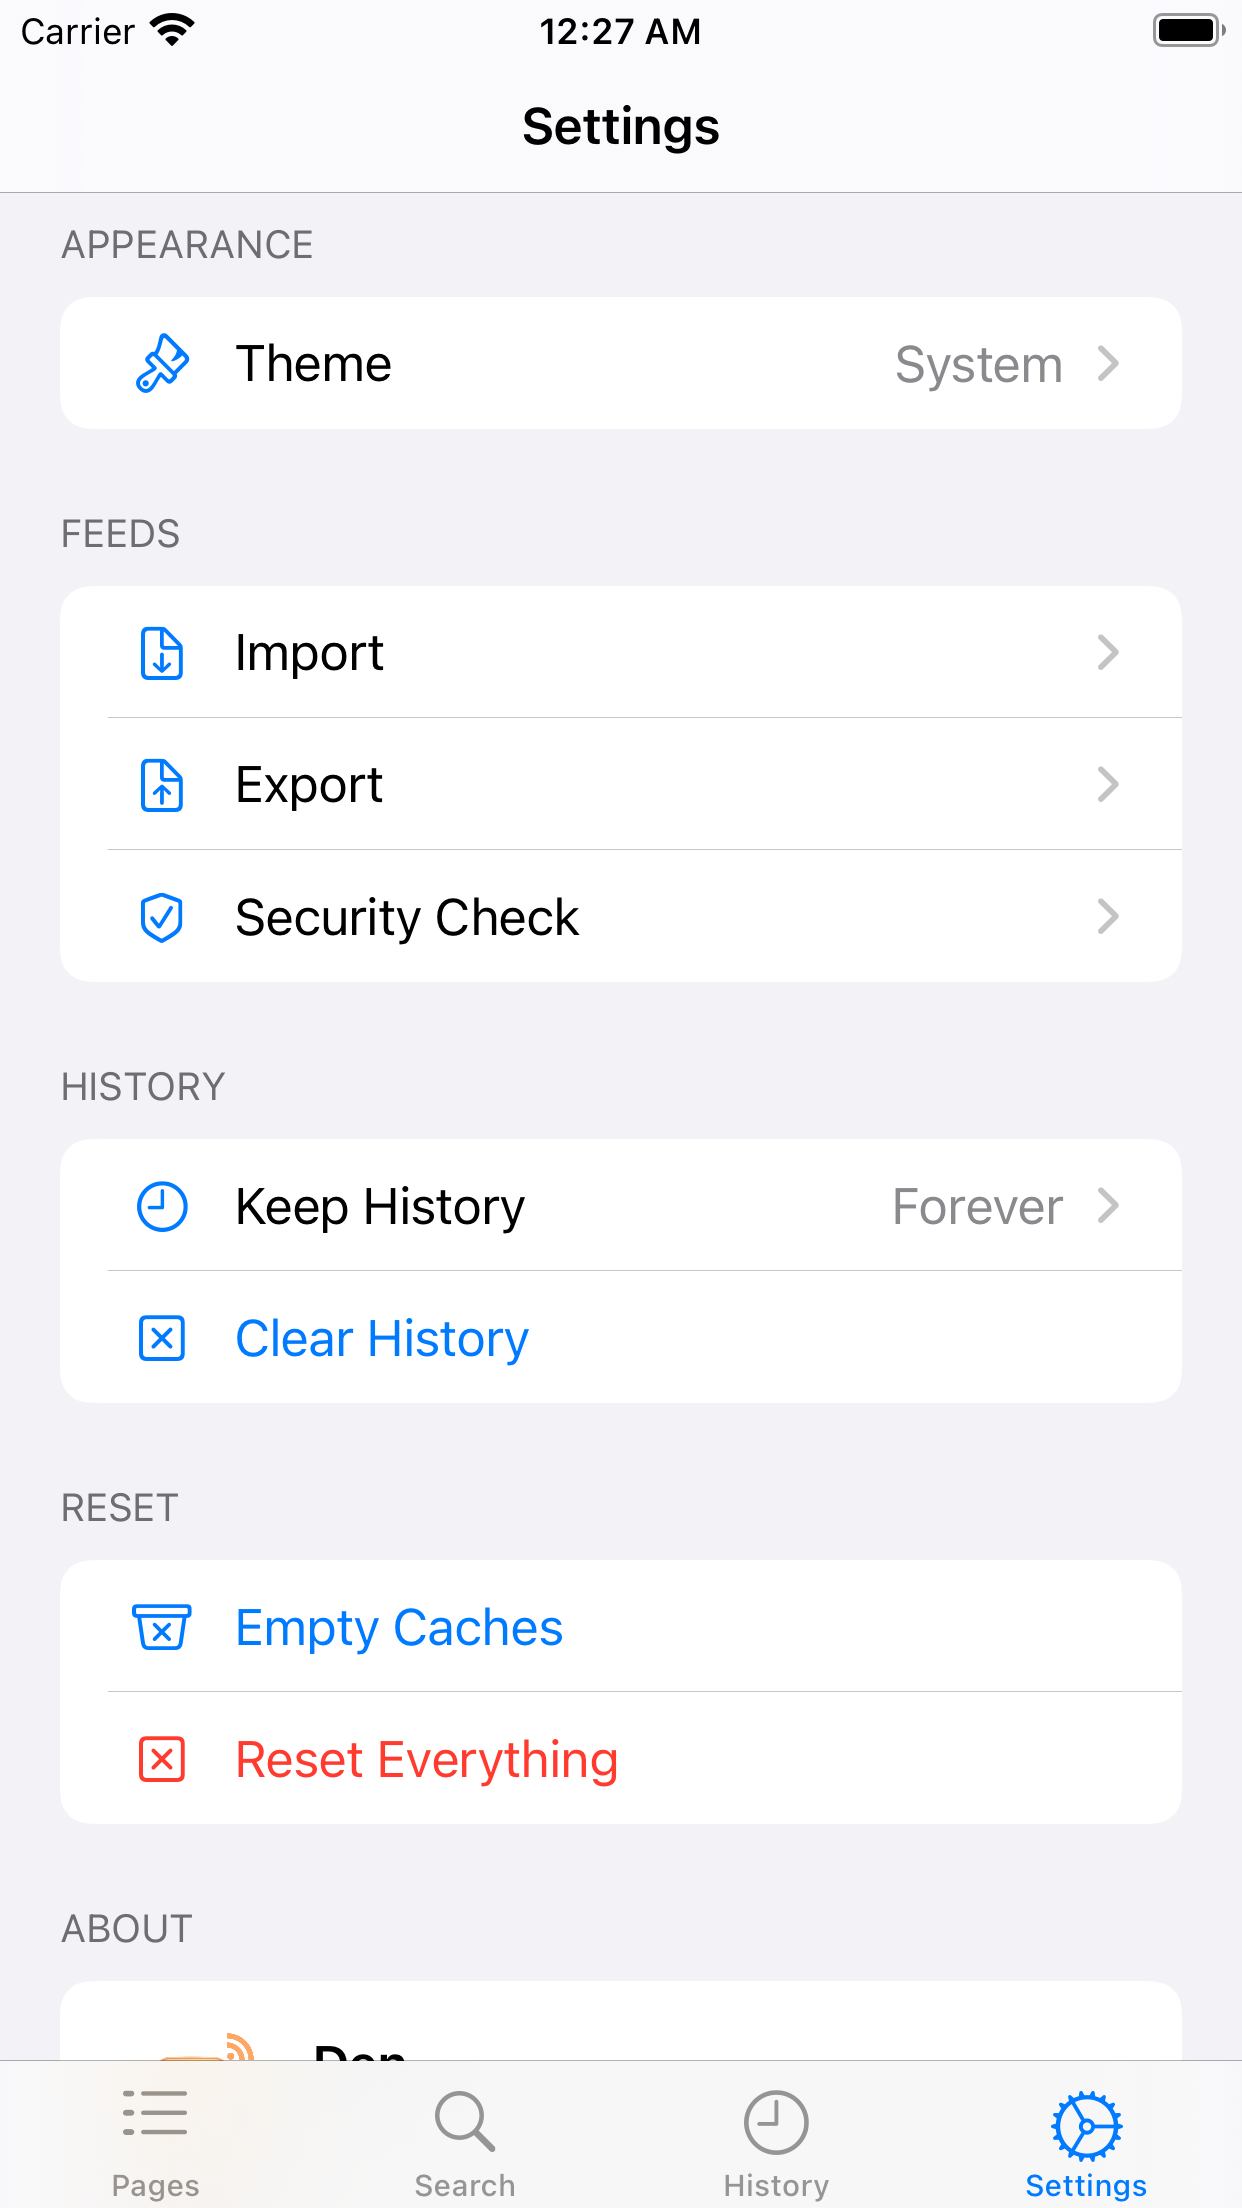 Carrier 12:27 AM
Settings
APPEARANCE
Theme System
FEEDS
Import
Export
Security Check
HISTORY
Keep History Forever
Clear History
RESET
Empty Caches
Reset Everything
ABOUT
Pages Search History Settings